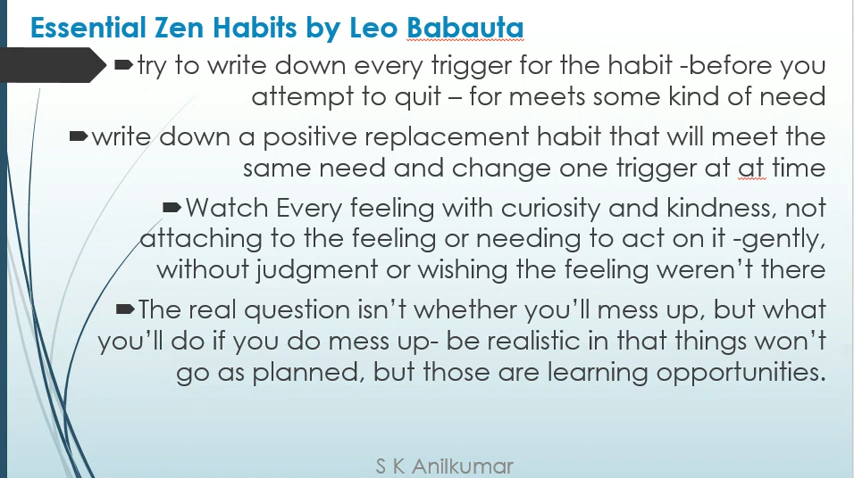 Essential Zen Habits by Leo Babauta
try to write down every trigger for the habit -before you
attempt to quit – for meets some kind of need
write down a positive replacement habit that will meet the
same need and change one trigger at at time
Watch Every feeling with curiosity and kindness, not
attaching to the feeling or needing to act on it -gently,
without judgment or wishing the feeling weren't there
The real question isn't whether you'll mess up, but what
you'll do if you do mess up- be realistic in that things won't
go as planned, but those are learning opportunities.
S K Anilkumar